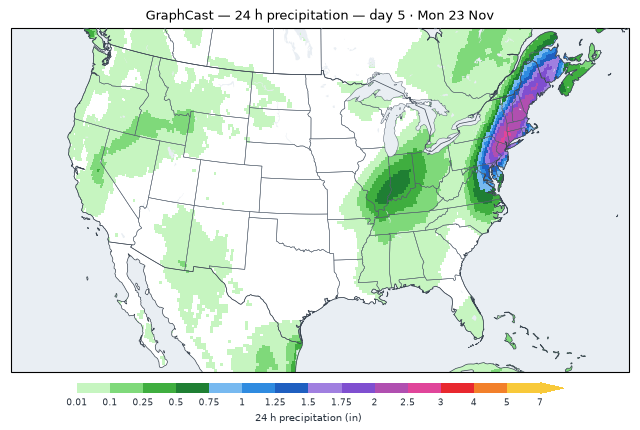 GraphCast — 24 h precipitation — day 5 · Mon 23 Nov
0.01 0.1 0.25 0.5 0.75 1 1.25 1.5 1.75 2 2.5 3 4 5 7
24 h precipitation (in)